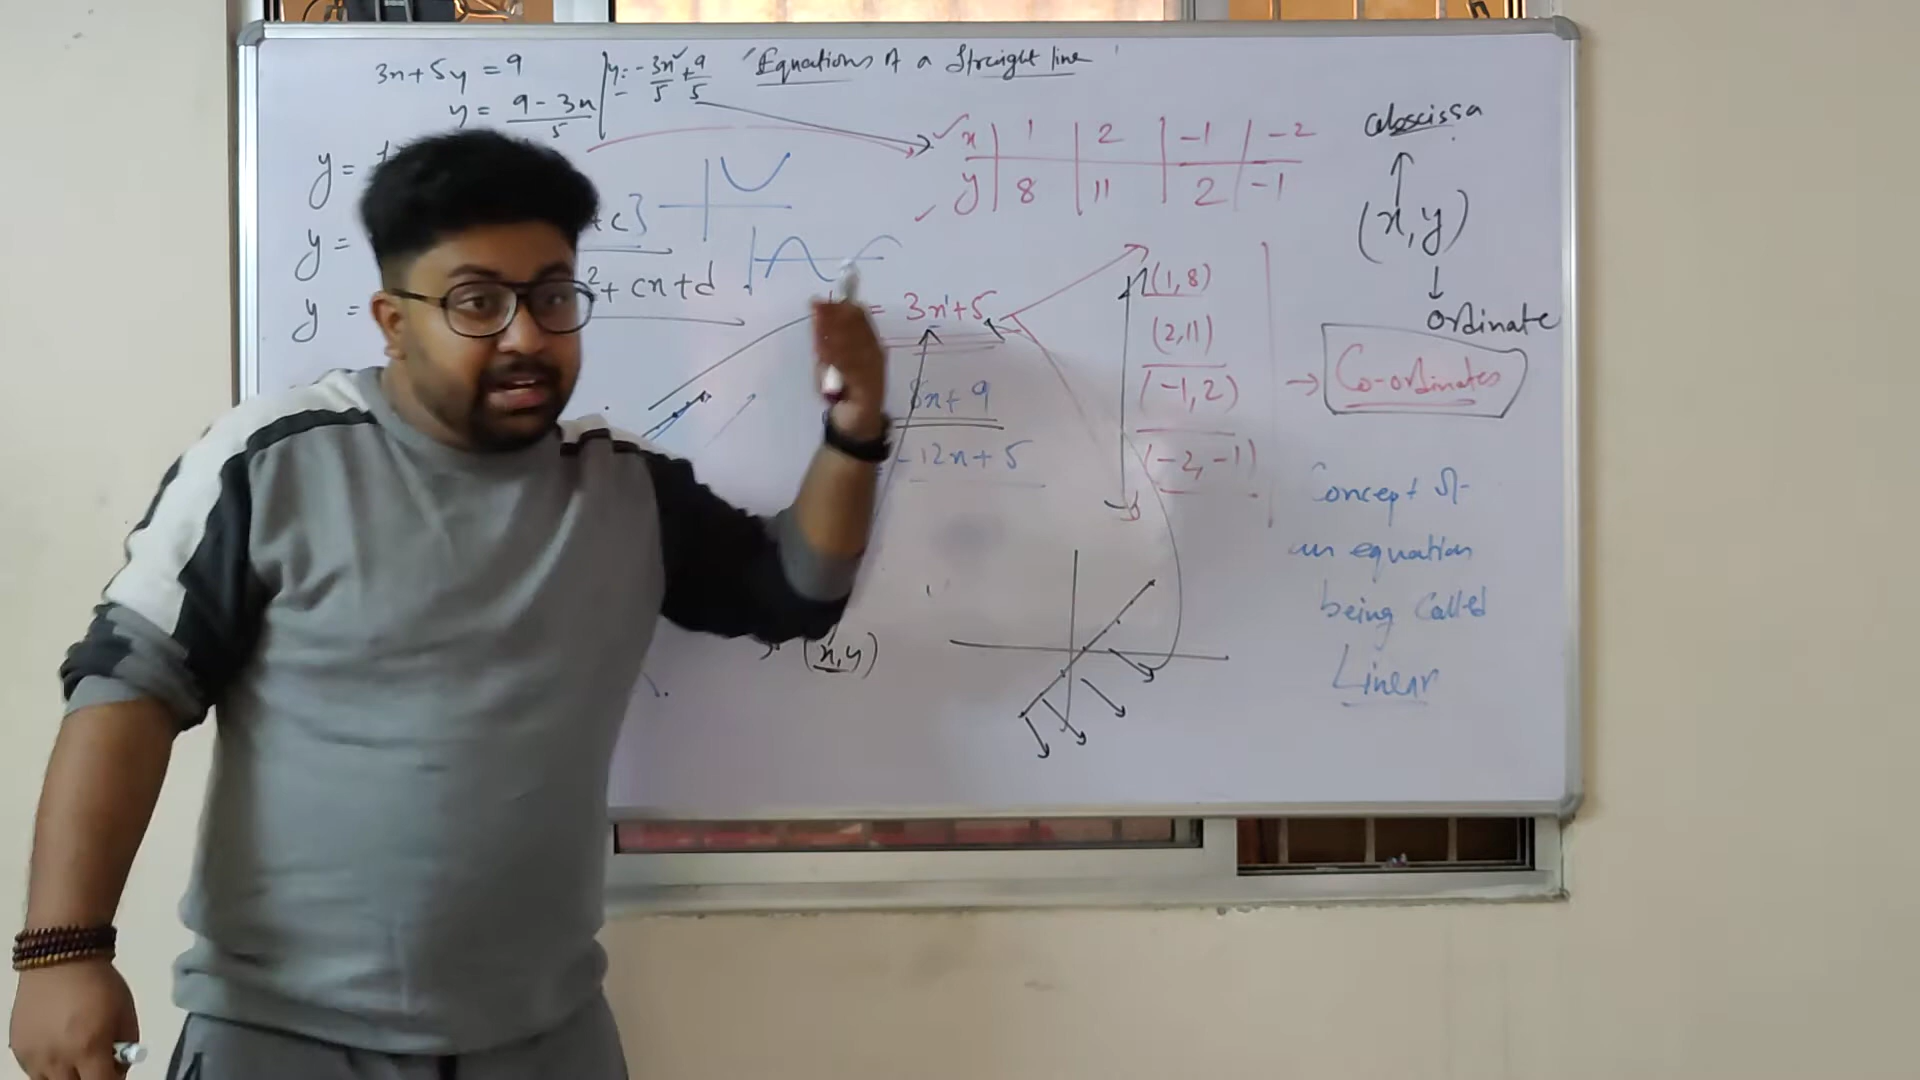 'Equations of a Straight line'
3x+5y = 9
y = 9 - 3x / 5
y = -3x/5 + 9/5
y =
+c}
y =
² + cx + d
y =
x | 1 | 2 | -1 | -2
y | 8 | 11 | 2 | -1
= 3x+5
x + 9
-12x + 5
(x, y)
(1, 8)
(2, 11)
(-1, 2)
(-2, -1)
abscissa
(x, y)
ordinate
Co-ordinates
Concept of
an equation
being Called
Linear